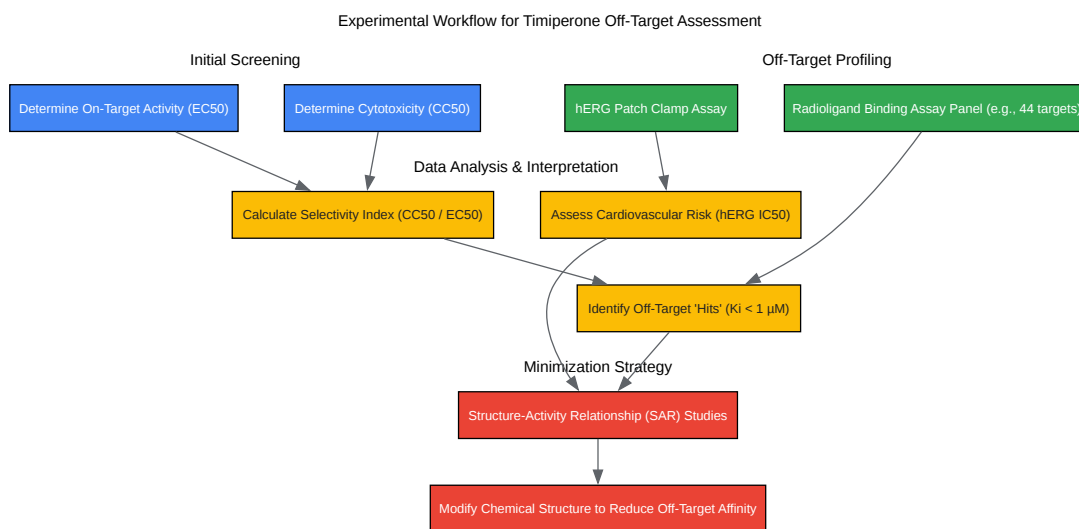 Experimental Workflow for Timiperone Off-Target Assessment
Initial Screening
Off-Target Profiling
Determine On-Target Activity (EC50)
Determine Cytotoxicity (CC50)
hERG Patch Clamp Assay
Radioligand Binding Assay Panel (e.g., 44 targets)
Data Analysis & Interpretation
Calculate Selectivity Index (CC50 / EC50)
Assess Cardiovascular Risk (hERG IC50)
Identify Off-Target 'Hits' (Ki < 1 µM)
Minimization Strategy
Structure-Activity Relationship (SAR) Studies
Modify Chemical Structure to Reduce Off-Target Affinity